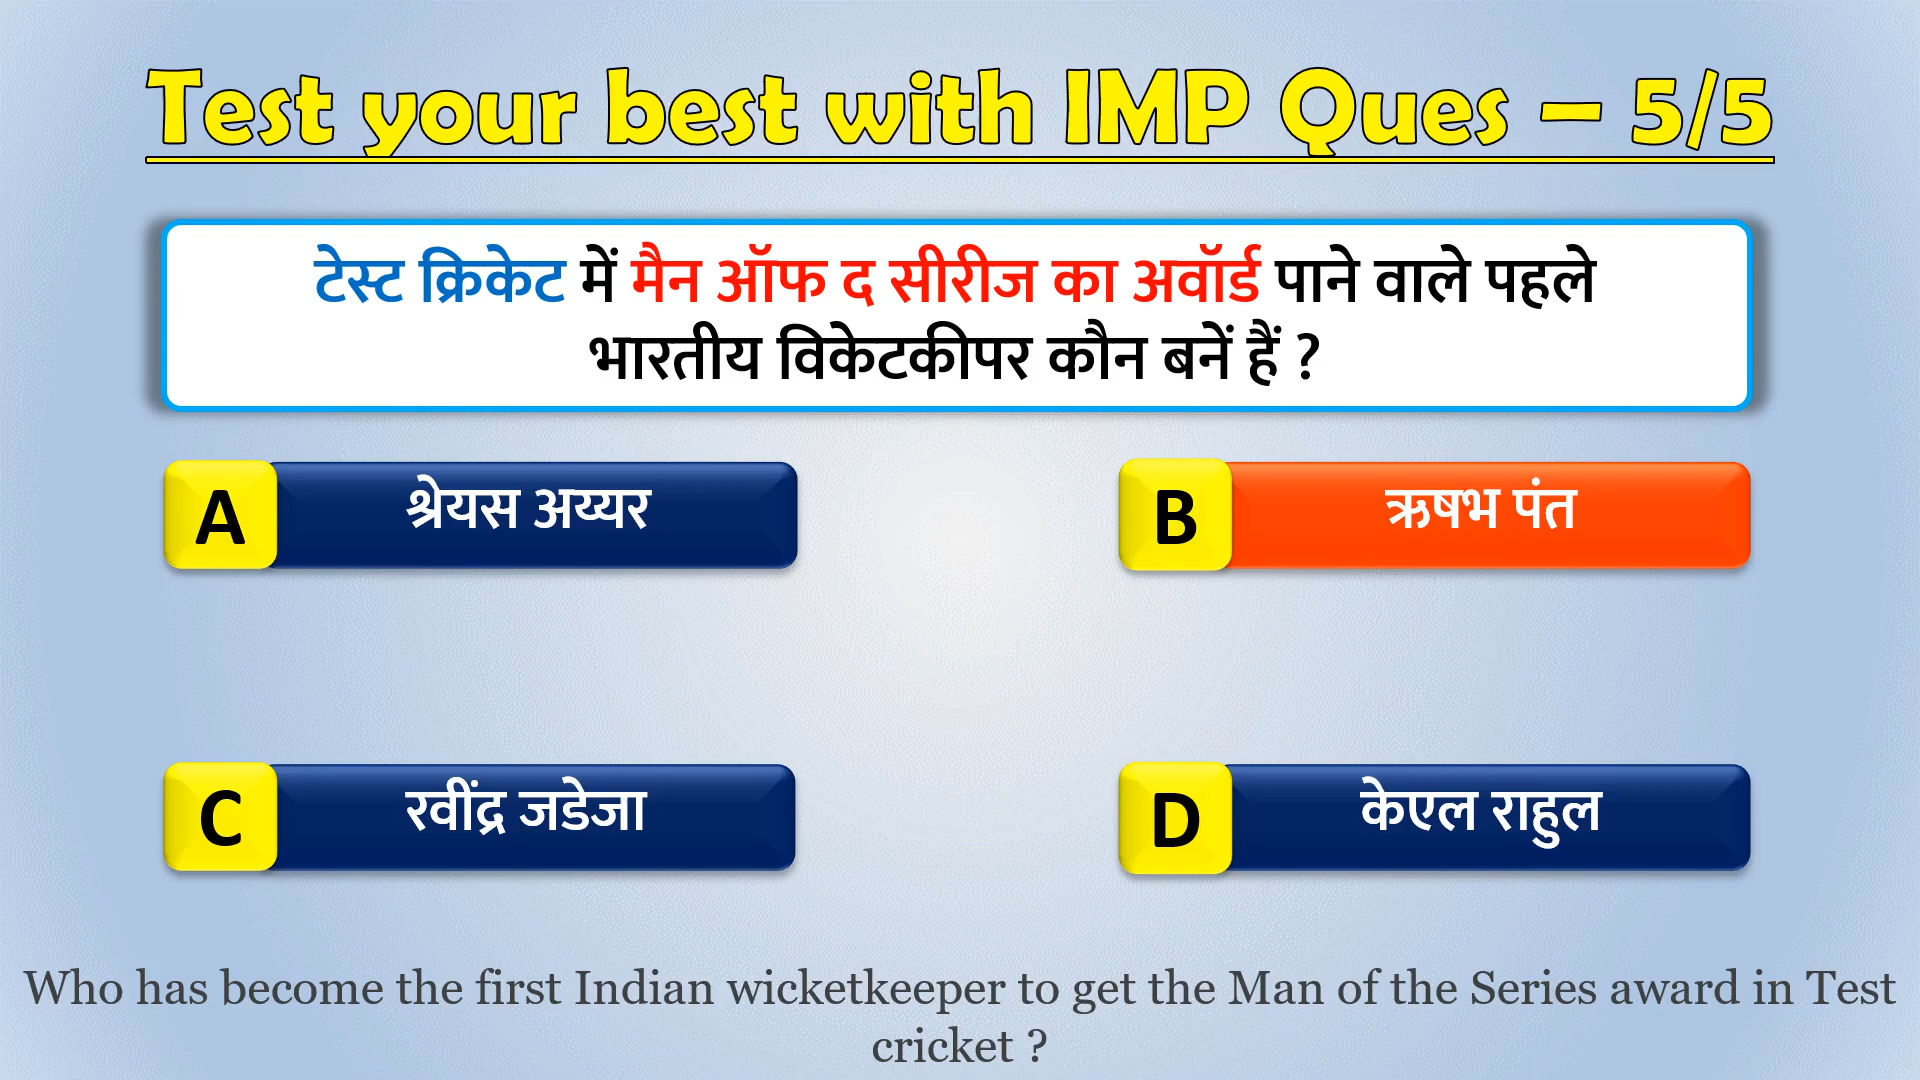 Test your best with IMP Ques – 5/5
टेस्ट क्रिकेट में मैन ऑफ द सीरीज का अवॉर्ड पाने वाले पहले
भारतीय विकेटकीपर कौन बनें हैं ?
A श्रेयस अय्यर
B ऋषभ पंत
C रवींद्र जडेजा
D केएल राहुल
Who has become the first Indian wicketkeeper to get the Man of the Series award in Test
cricket ?